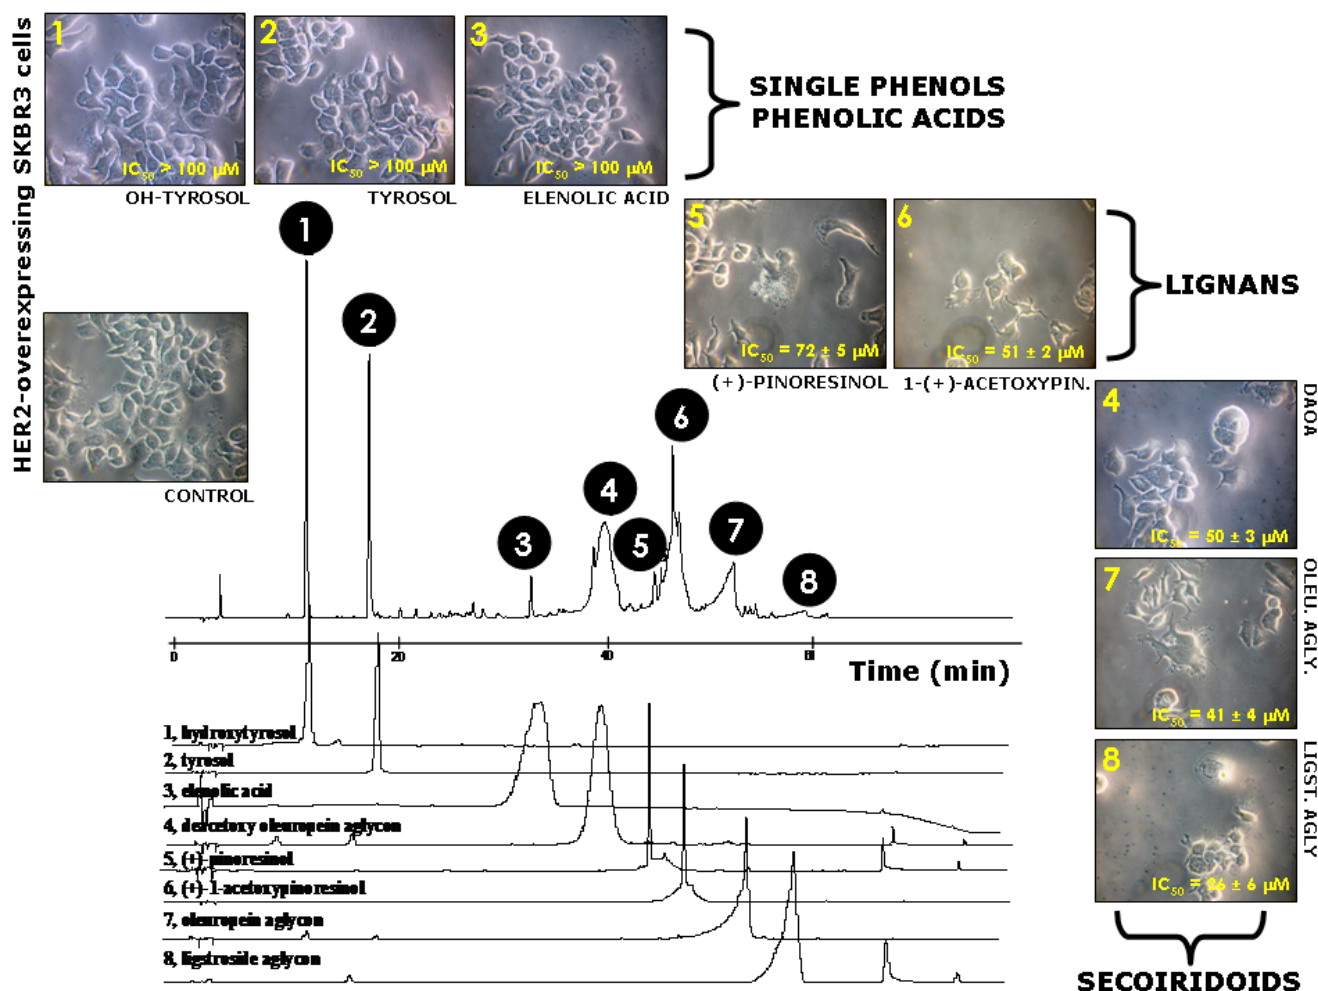 HER2-overexpressing SKBR3 cells
1
IC50 > 100 µM
OH-TYROSOL
2
IC50 > 100 µM
TYROSOL
3
IC50 > 100 µM
ELENOLIC ACID
SINGLE PHENOLS
PHENOLIC ACIDS
5
IC50 = 72 ± 5 µM
(+)-PINORESINOL
6
IC50 = 51 ± 2 µM
1-(+)-ACETOXYPIN.
LIGNANS
CONTROL
4
IC50 = 50 ± 3 µM
DAOA
7
IC50 = 41 ± 4 µM
OLEU. AGLY.
8
IC50 = 26 ± 6 µM
LIGST. AGLY
SECOIRIDOIDS
1
2
3
4
5
6
7
8
0
20
40
60
Time (min)
1, hydroxytyrosol
2, tyrosol
3, elenolic acid
4, deacetoxy oleuropein aglycon
5, (+)-pinoresinol
6, (+)-1-acetoxypinoresinol
7, oleuropein aglycon
8, ligstroside aglycon